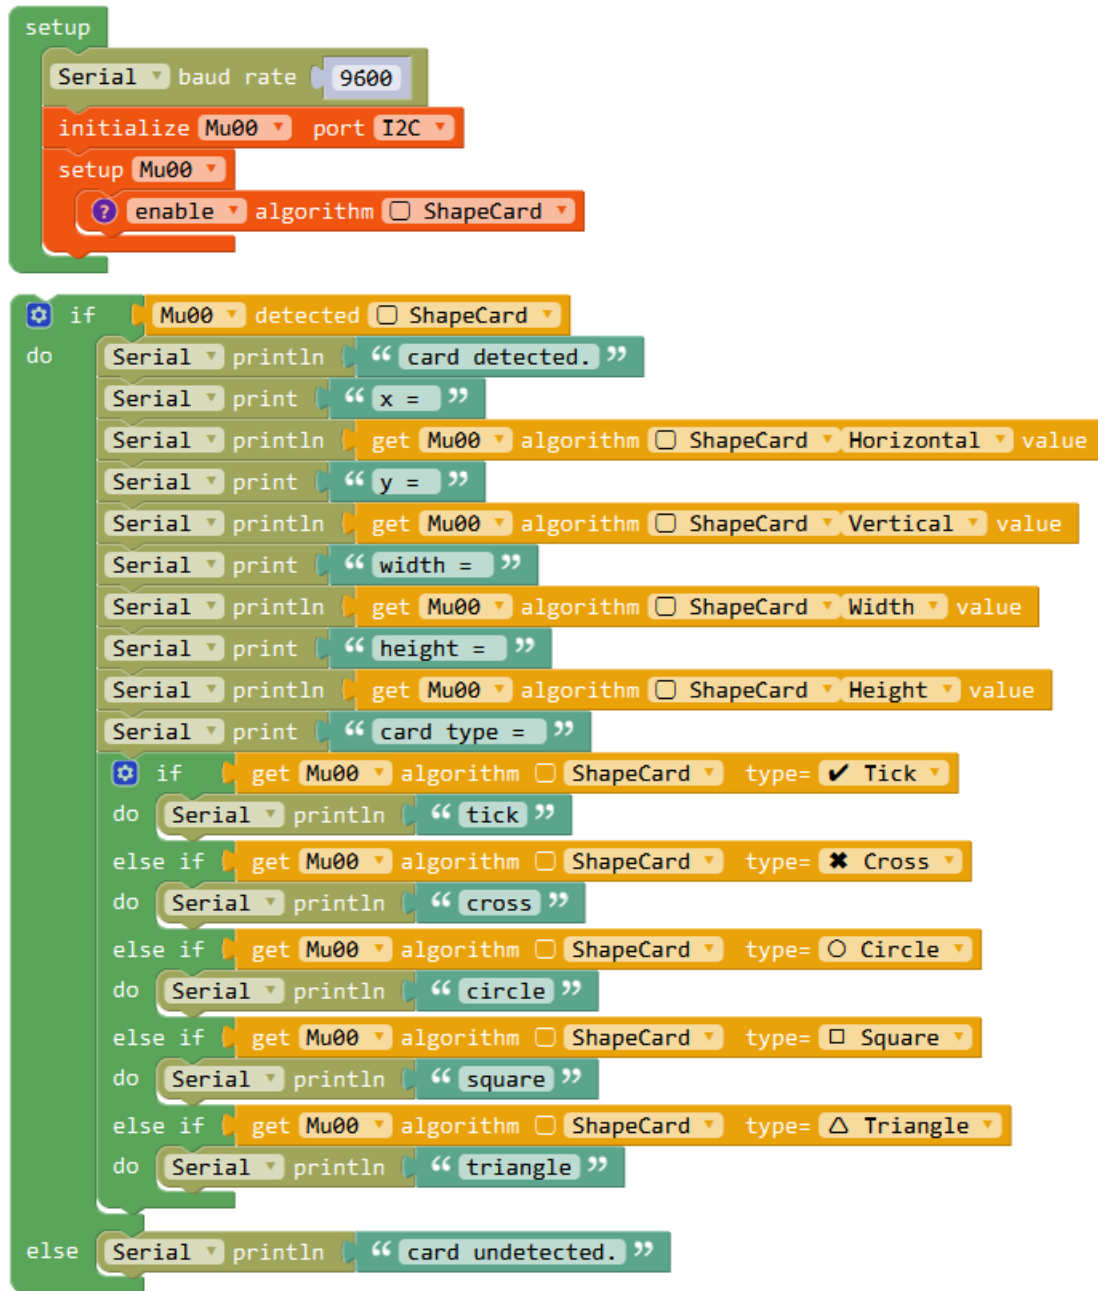 setup
Serial baud rate 9600
initialize Mu00 port I2C
setup Mu00
? enable algorithm ShapeCard
if Mu00 detected ShapeCard
do Serial println “ card detected. ”
Serial print “ x = ”
Serial println get Mu00 algorithm ShapeCard Horizontal value
Serial print “ y = ”
Serial println get Mu00 algorithm ShapeCard Vertical value
Serial print “ width = ”
Serial println get Mu00 algorithm ShapeCard Width value
Serial print “ height = ”
Serial println get Mu00 algorithm ShapeCard Height value
Serial print “ card type = ”
if get Mu00 algorithm ShapeCard type= ✔ Tick
do Serial println “ tick ”
else if get Mu00 algorithm ShapeCard type= ✖ Cross
do Serial println “ cross ”
else if get Mu00 algorithm ShapeCard type= ○ Circle
do Serial println “ circle ”
else if get Mu00 algorithm ShapeCard type= □ Square
do Serial println “ square ”
else if get Mu00 algorithm ShapeCard type= △ Triangle
do Serial println “ triangle ”
else Serial println “ card undetected. ”